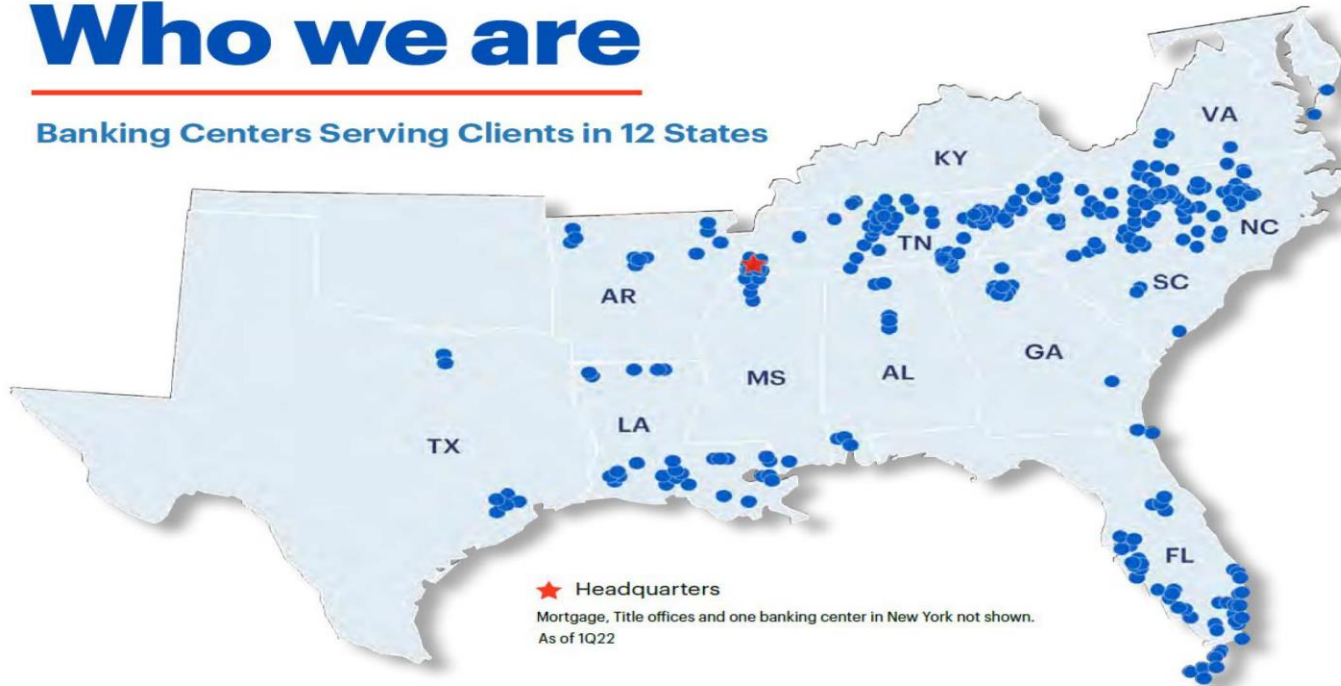 Who we are
Banking Centers Serving Clients in 12 States
VA
KY
NC
TN
AR
SC
GA
MS
AL
LA
TX
FL
Headquarters
Mortgage, Title offices and one banking center in New York not shown.
As of 1Q22